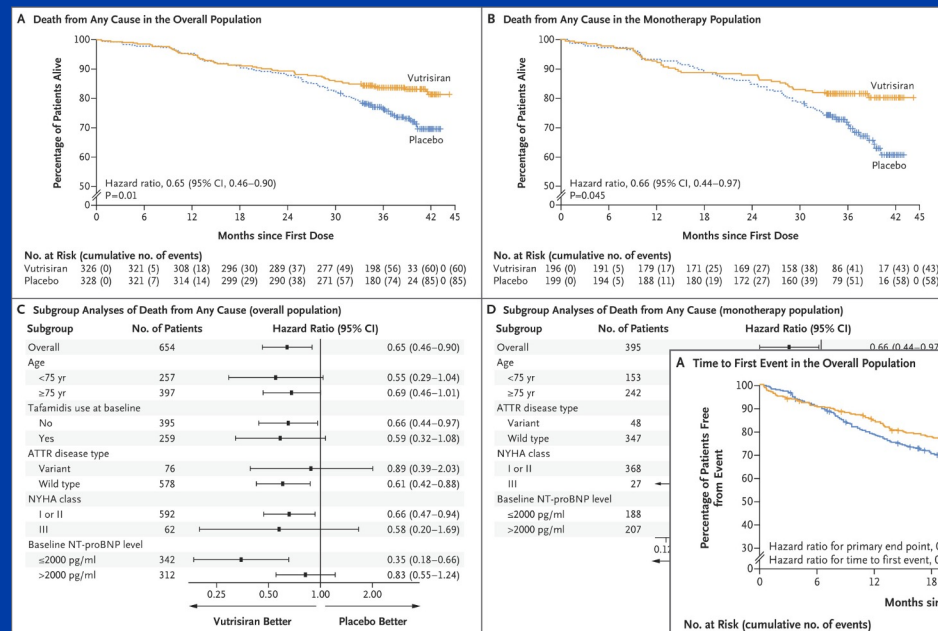 A Death from Any Cause in the Overall Population
Percentage of Patients Alive
100
90
80
70
60
50
0
Vutrisiran
Placebo
Hazard ratio, 0.65 (95% CI, 0.46–0.90)
P=0.01
0 6 12 18 24 30 36 42 45
Months since First Dose
No. at Risk (cumulative no. of events)
Vutrisiran 326 (0) 321 (5) 308 (18) 296 (30) 289 (37) 277 (49) 198 (56) 33 (60) 0 (60)
Placebo 328 (0) 321 (7) 314 (14) 299 (29) 290 (38) 271 (57) 180 (74) 24 (85) 0 (85)
B Death from Any Cause in the Monotherapy Population
Percentage of Patients Alive
100
90
80
70
60
50
0
Vutrisiran
Placebo
Hazard ratio, 0.66 (95% CI, 0.44–0.97)
P=0.045
0 6 12 18 24 30 36 42 45
Months since First Dose
No. at Risk (cumulative no. of events)
Vutrisiran 196 (0) 191 (5) 179 (17) 171 (25) 169 (27) 158 (38) 86 (41) 17 (43) 0 (43)
Placebo 199 (0) 194 (5) 188 (11) 180 (19) 172 (27) 160 (39) 79 (51) 16 (58) 0 (58)
C Subgroup Analyses of Death from Any Cause (overall population)
Subgroup No. of Patients Hazard Ratio (95% CI)
Overall 654 0.65 (0.46–0.90)
Age
<75 yr 257 0.55 (0.29–1.04)
≥75 yr 397 0.69 (0.46–1.01)
Tafamidis use at baseline
No 395 0.66 (0.44–0.97)
Yes 259 0.59 (0.32–1.08)
ATTR disease type
Variant 76 0.89 (0.39–2.03)
Wild type 578 0.61 (0.42–0.88)
NYHA class
I or II 592 0.66 (0.47–0.94)
III 62 0.58 (0.20–1.69)
Baseline NT-proBNP level
≤2000 pg/ml 342 0.35 (0.18–0.66)
>2000 pg/ml 312 0.83 (0.55–1.24)
0.25 0.50 1.00 2.00
Vutrisiran Better Placebo Better
D Subgroup Analyses of Death from Any Cause (monotherapy population)
Subgroup No. of Patients Hazard Ratio (95% CI)
Overall 395 0.66 (0.44–0.97
Age
<75 yr 153
≥75 yr 242
ATTR disease type
Variant 48
Wild type 347
NYHA class
I or II 368
III 27
Baseline NT-proBNP level
≤2000 pg/ml 188
>2000 pg/ml 207
0.12
A Time to First Event in the Overall Population
Percentage of Patients Free
from Event
100
90
80
70
60
50
40
30
0
Hazard ratio for primary end point, 0
Hazard ratio for time to first event, 0
0 6 12 18
Months sin
No. at Risk (cumulative no. of events)